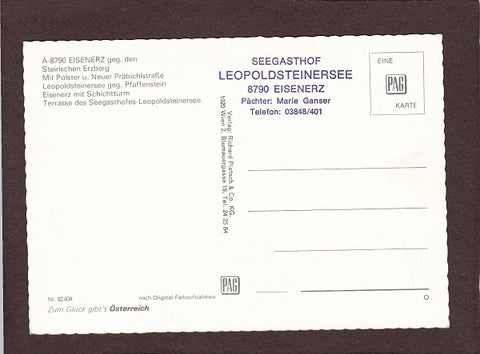 A-8790 EISENERZ geg. den
Steirischen Erzberg
Mit Polster u. Neuer Präbichlstraße
Leopoldsteinersee geg. Pfaffenstein
Eisenerz mit Schichtturm
Terrasse des Seegasthofes-Leopoldsteinersee
SEEGASTHOF
LEOPOLDSTEINERSEE
8790 EISENERZ
Pächter: Marie Ganser
Telefon: 03848/401
EINE
PAG
KARTE
Verlag: Richard Pietsch & Co. KG.
1020 Wien 2, Blumauergasse 19, Tel. 24 25 84
PAG
Nr. 82404
nach Original-Farbaufnahmen
Zum Glück gibt's Österreich
O